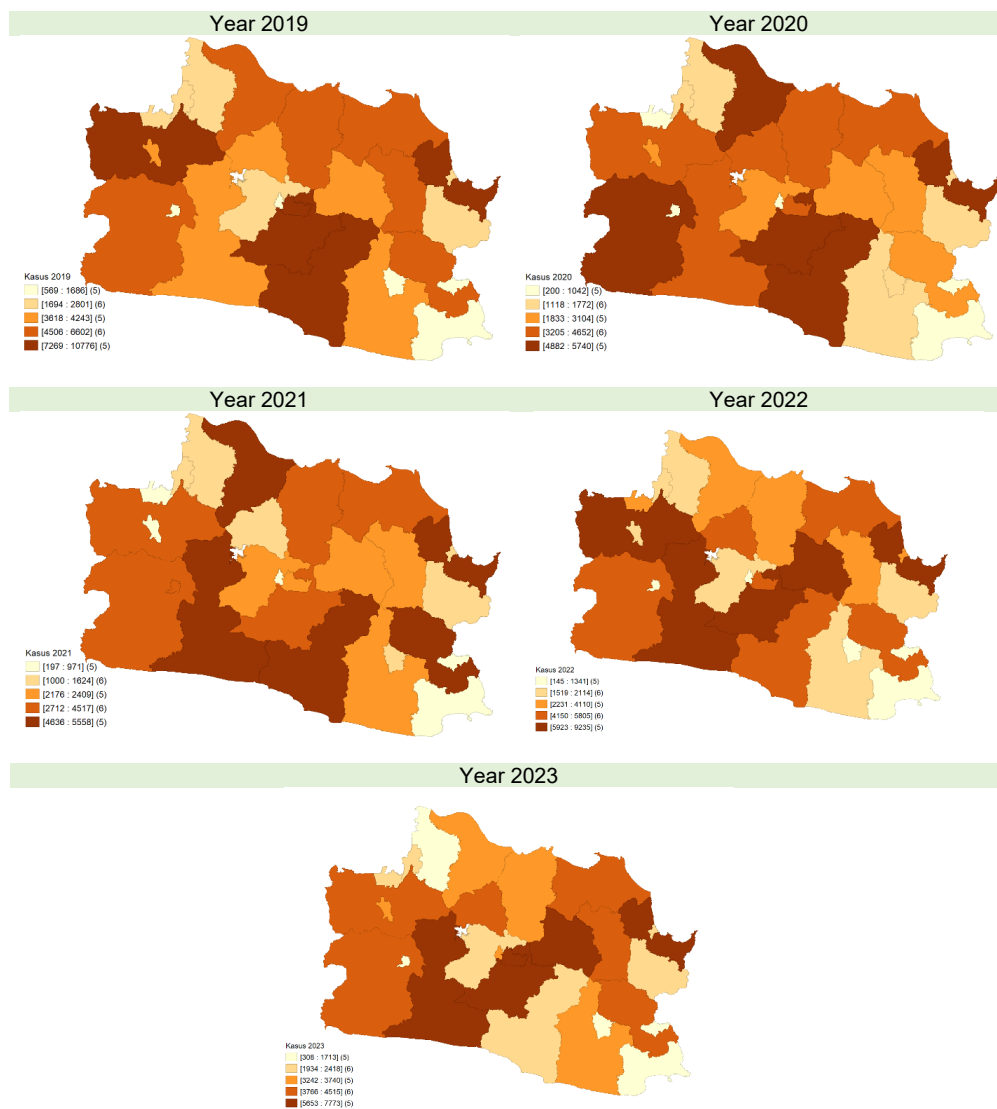 Year 2019
Year 2020
Kasus 2019
[569 : 1686] (5)
[1694 : 2801] (6)
[3618 : 4243] (5)
[4506 : 6602] (6)
[7269 : 10776] (5)
Kasus 2020
[200 : 1042] (5)
[1118 : 1772] (6)
[1833 : 3104] (5)
[3205 : 4652] (6)
[4882 : 5740] (5)
Year 2021
Year 2022
Kasus 2021
[197 : 971] (5)
[1000 : 1624] (6)
[2176 : 2409] (5)
[2712 : 4517] (6)
[4636 : 5558] (5)
Kasus 2022
[145 : 1341] (5)
[1519 : 2114] (6)
[2231 : 4110] (5)
[4150 : 5805] (6)
[5923 : 9235] (5)
Year 2023
Kasus 2023
[308 : 1713] (5)
[1934 : 2418] (6)
[3242 : 3740] (5)
[3766 : 4515] (6)
[5653 : 7773] (5)